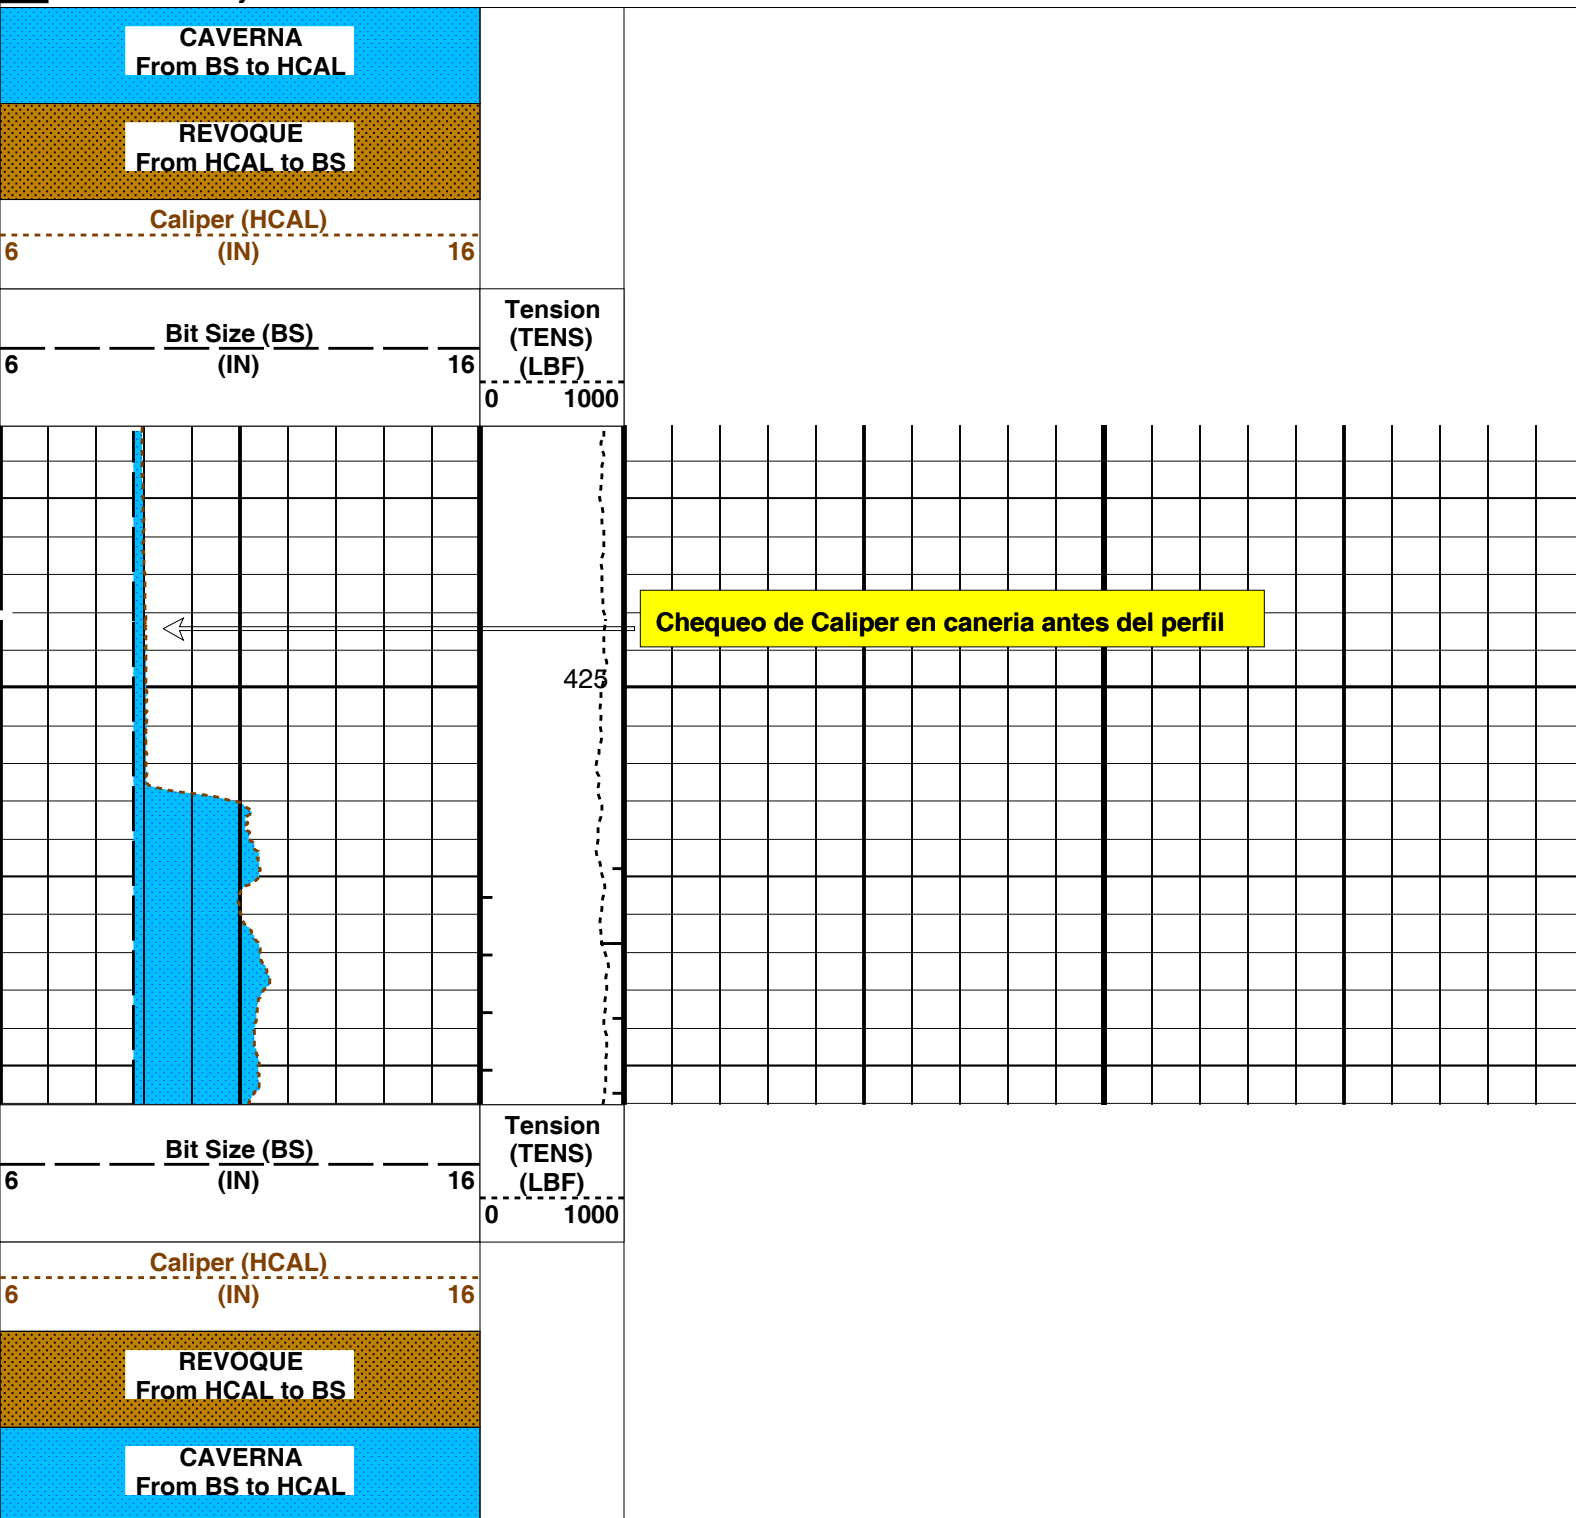 CAVERNA
From BS to HCAL
REVOQUE
From HCAL to BS
Caliper (HCAL)
6 (IN) 16
Bit Size (BS)
6 (IN) 16
Tension
(TENS)
(LBF)
0 1000
Chequeo de Caliper en caneria antes del perfil
425
Bit Size (BS)
6 (IN) 16
Tension
(TENS)
(LBF)
0 1000
Caliper (HCAL)
6 (IN) 16
REVOQUE
From HCAL to BS
CAVERNA
From BS to HCAL